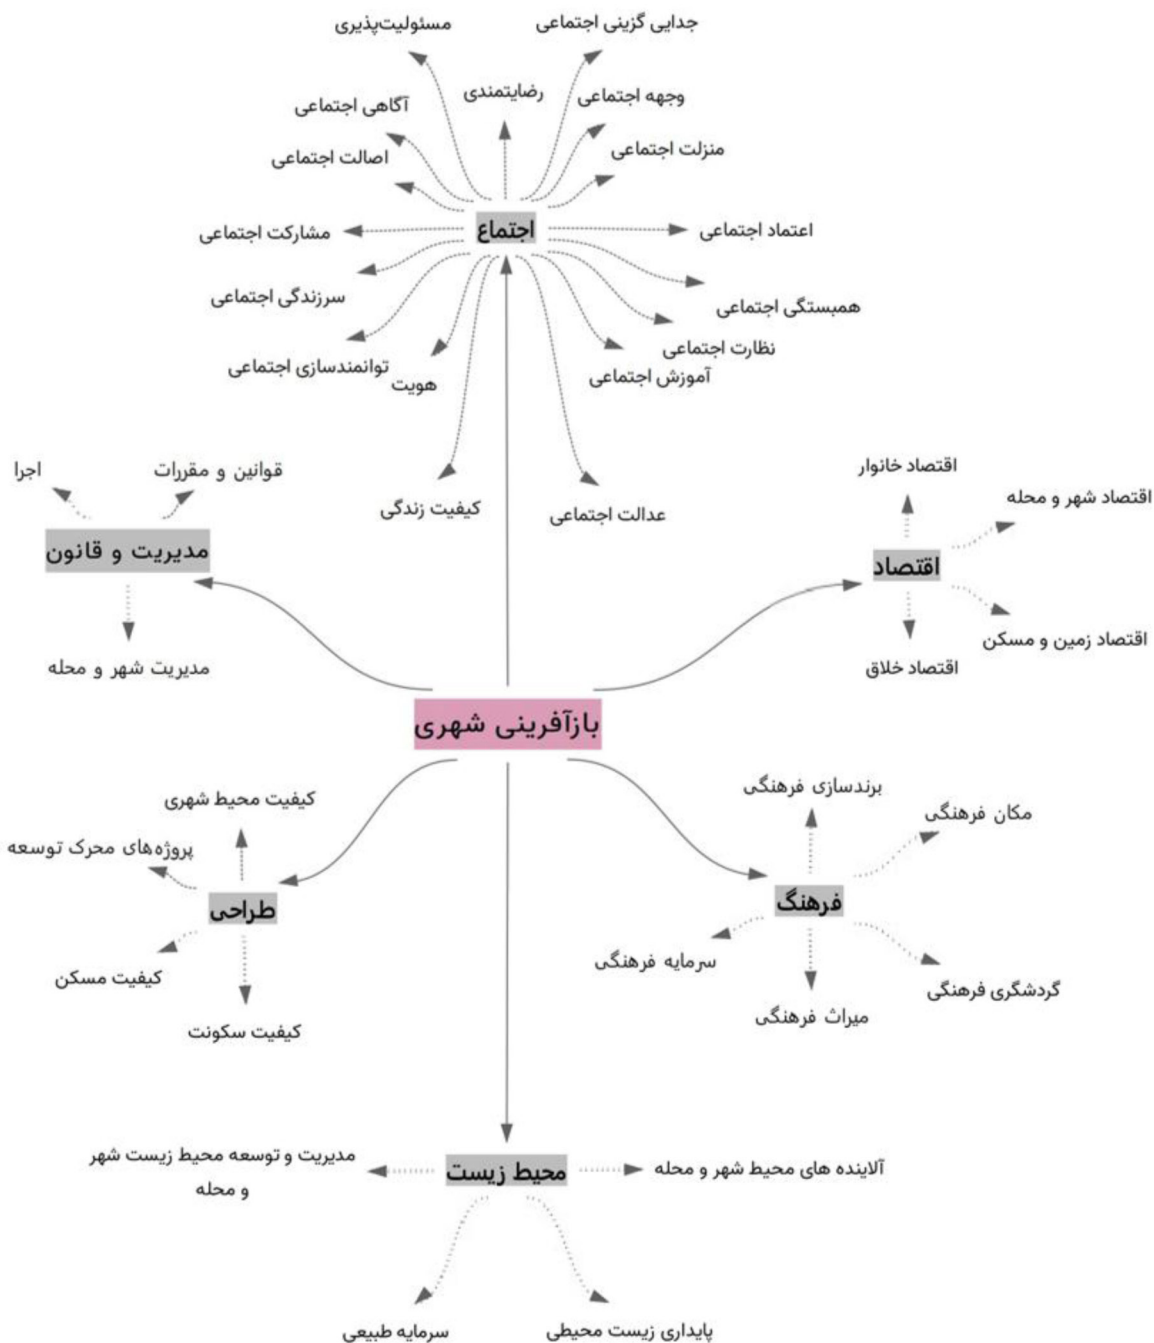 جدایی گزینی اجتماعی
مسئولیت‌پذیری
رضایتمندی
وجهه اجتماعی
آگاهی اجتماعی
منزلت اجتماعی
اصالت اجتماعی
اجتماع
اعتماد اجتماعی
مشارکت اجتماعی
سرزندگی اجتماعی
همبستگی اجتماعی
نظارت اجتماعی
توانمندسازی اجتماعی
آموزش اجتماعی
هویت
کیفیت زندگی
عدالت اجتماعی
اقتصاد خانوار
اقتصاد شهر و محله
اقتصاد
اقتصاد زمین و مسکن
اقتصاد خلاق
قوانین و مقررات
اجرا
مدیریت و قانون
مدیریت شهر و محله
بازآفرینی شهری
برندسازی فرهنگی
مکان فرهنگی
فرهنگ
سرمایه فرهنگی
گردشگری فرهنگی
میراث فرهنگی
کیفیت محیط شهری
پروژه‌های محرک توسعه
طراحی
کیفیت مسکن
کیفیت سکونت
آلاینده های محیط شهر و محله
محیط زیست
مدیریت و توسعه محیط زیست شهر
و محله
پایداری زیست محیطی
سرمایه طبیعی